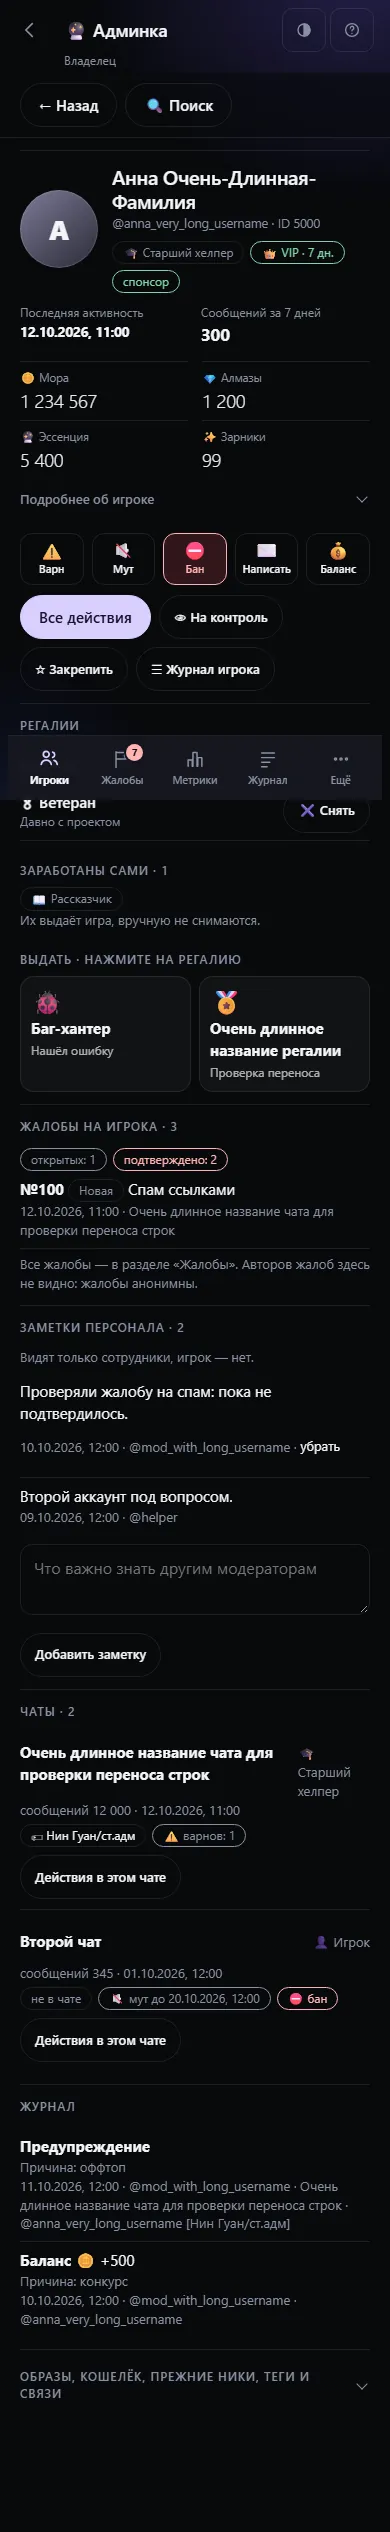 Админка
Владелец
← Назад
Поиск
А
Анна Очень-Длинная-
Фамилия
@anna_very_long_username · ID 5000
Старший хелпер
VIP · 7 дн.
спонсор
Последняя активность
Сообщений за 7 дней
12.10.2026, 11:00
300
Мора
Алмазы
1 234 567
1 200
Эссенция
Зарники
5 400
99
Подробнее об игроке
Варн
Мут
Бан
Написать
Баланс
Все действия
На контроль
☆ Закрепить
☰ Журнал игрока
РЕГАЛИИ
7
Игроки
Жалобы
Метрики
Журнал
Ещё
Ветеран
Давно с проектом
Снять
ЗАРАБОТАНЫ САМИ · 1
Рассказчик
Их выдаёт игра, вручную не снимаются.
ВЫДАТЬ · НАЖМИТЕ НА РЕГАЛИЮ
Баг-хантер
Нашёл ошибку
Очень длинное
название регалии
Проверка переноса
ЖАЛОБЫ НА ИГРОКА · 3
открытых: 1
подтверждено: 2
№100 Новая Спам ссылками
12.10.2026, 11:00 · Очень длинное название чата для
проверки переноса строк
Все жалобы — в разделе «Жалобы». Авторов жалоб здесь
не видно: жалобы анонимны.
ЗАМЕТКИ ПЕРСОНАЛА · 2
Видят только сотрудники, игрок — нет.
Проверяли жалобу на спам: пока не
подтвердилось.
10.10.2026, 12:00 · @mod_with_long_username · убрать
Второй аккаунт под вопросом.
09.10.2026, 12:00 · @helper
Что важно знать другим модераторам
Добавить заметку
ЧАТЫ · 2
Очень длинное название чата для
проверки переноса строк
Старший
хелпер
сообщений 12 000 · 12.10.2026, 11:00
Нин Гуан/ст.адм
варнов: 1
Действия в этом чате
Второй чат
Игрок
сообщений 345 · 01.10.2026, 12:00
не в чате
мут до 20.10.2026, 12:00
бан
Действия в этом чате
ЖУРНАЛ
Предупреждение
Причина: оффтоп
11.10.2026, 12:00 · @mod_with_long_username · Очень
длинное название чата для проверки переноса строк ·
@anna_very_long_username [Нин Гуан/ст.адм]
Баланс +500
Причина: конкурс
10.10.2026, 12:00 · @mod_with_long_username ·
@anna_very_long_username
ОБРАЗЫ, КОШЕЛЁК, ПРЕЖНИЕ НИКИ, ТЕГИ И
СВЯЗИ